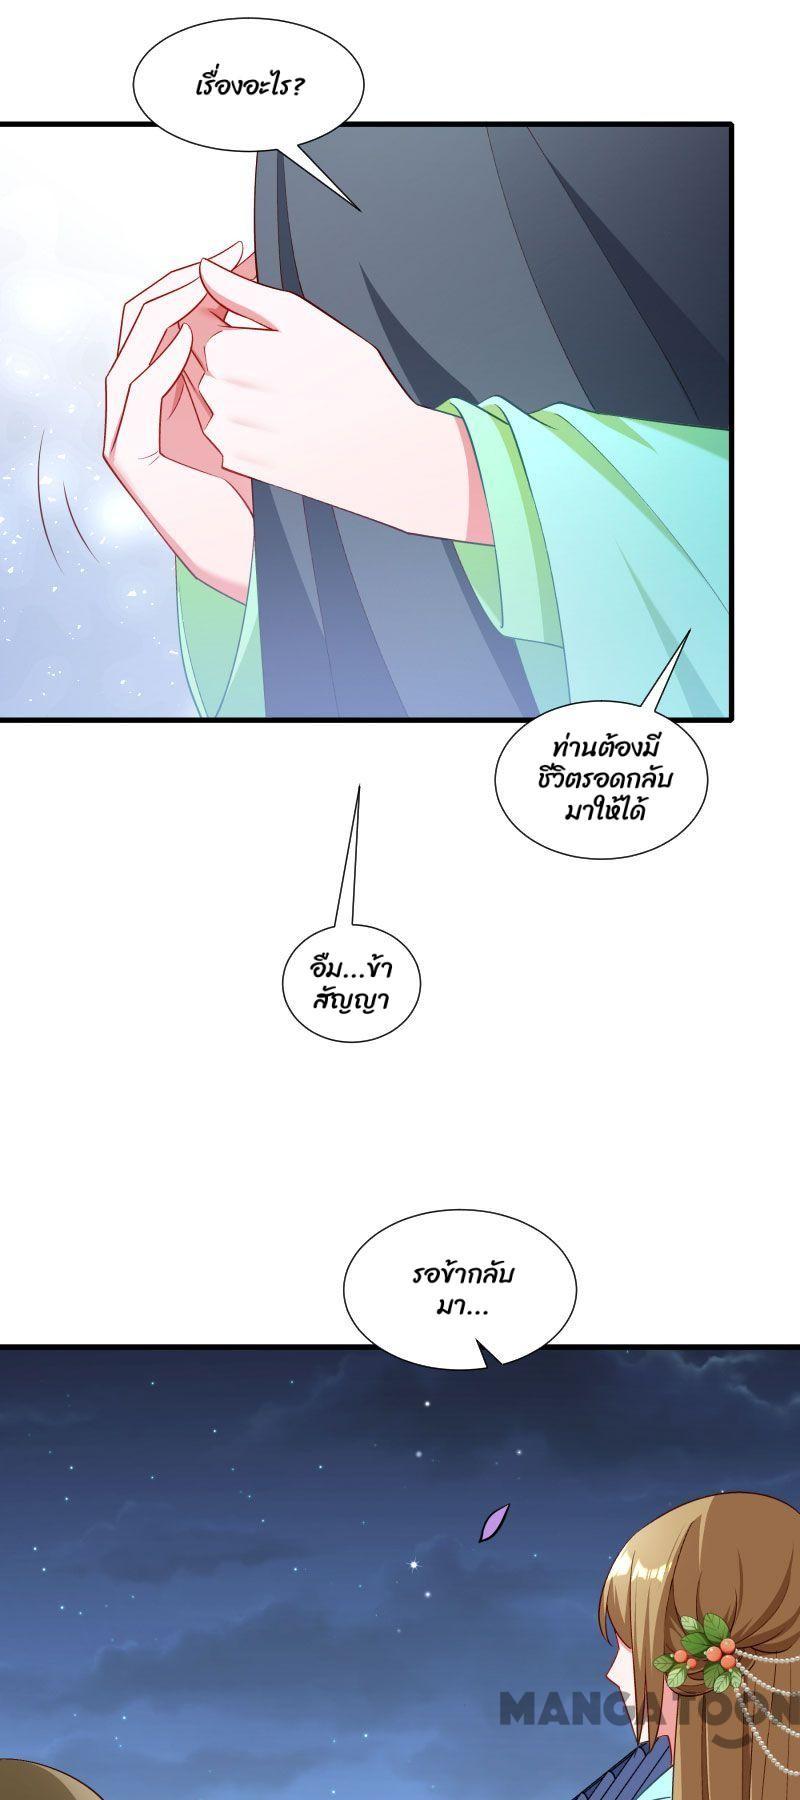 เรื่องอะไร?
ท่านต้องมี
ชีวิตรอดกลับ
มาให้ได้
อืม...ข้า
สัญญา
รอข้ากลับ
มา...
MANGATOON